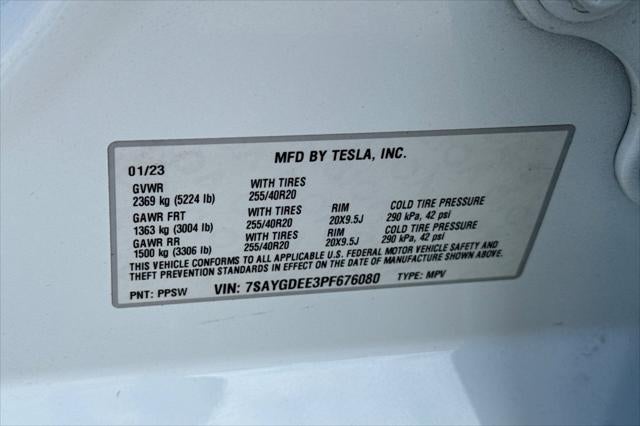 MFD BY TESLA, INC.
01/23
GVWR WITH TIRES
2369 kg (5224 lb) 255/40R20
GAWR FRT WITH TIRES RIM COLD TIRE PRESSURE
1363 kg (3004 lb) 255/40R20 20X9.5J 290 kPa, 42 psi
GAWR RR WITH TIRES RIM COLD TIRE PRESSURE
1500 kg (3306 lb) 255/40R20 20X9.5J 290 kPa, 42 psi
THIS VEHICLE CONFORMS TO ALL APPLICABLE U.S. FEDERAL MOTOR VEHICLE SAFETY AND
THEFT PREVENTION STANDARDS IN EFFECT ON THE DATE OF MANUFACTURE SHOWN ABOVE.
PNT: PPSW VIN: 7SAYGDEE3PF676080 TYPE: MPV